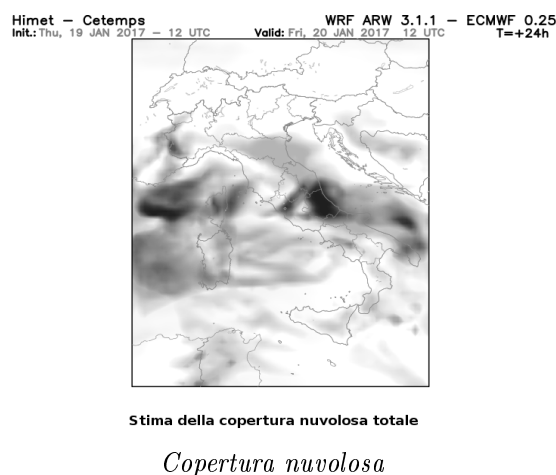 Himet – Cetemps WRF ARW 3.1.1 – ECMWF 0.25
Init.: Thu, 19 JAN 2017 – 12 UTC Valid: Fri, 20 JAN 2017 12 UTC T=+24h
Stima della copertura nuvolosa totale
Copertura nuvolosa